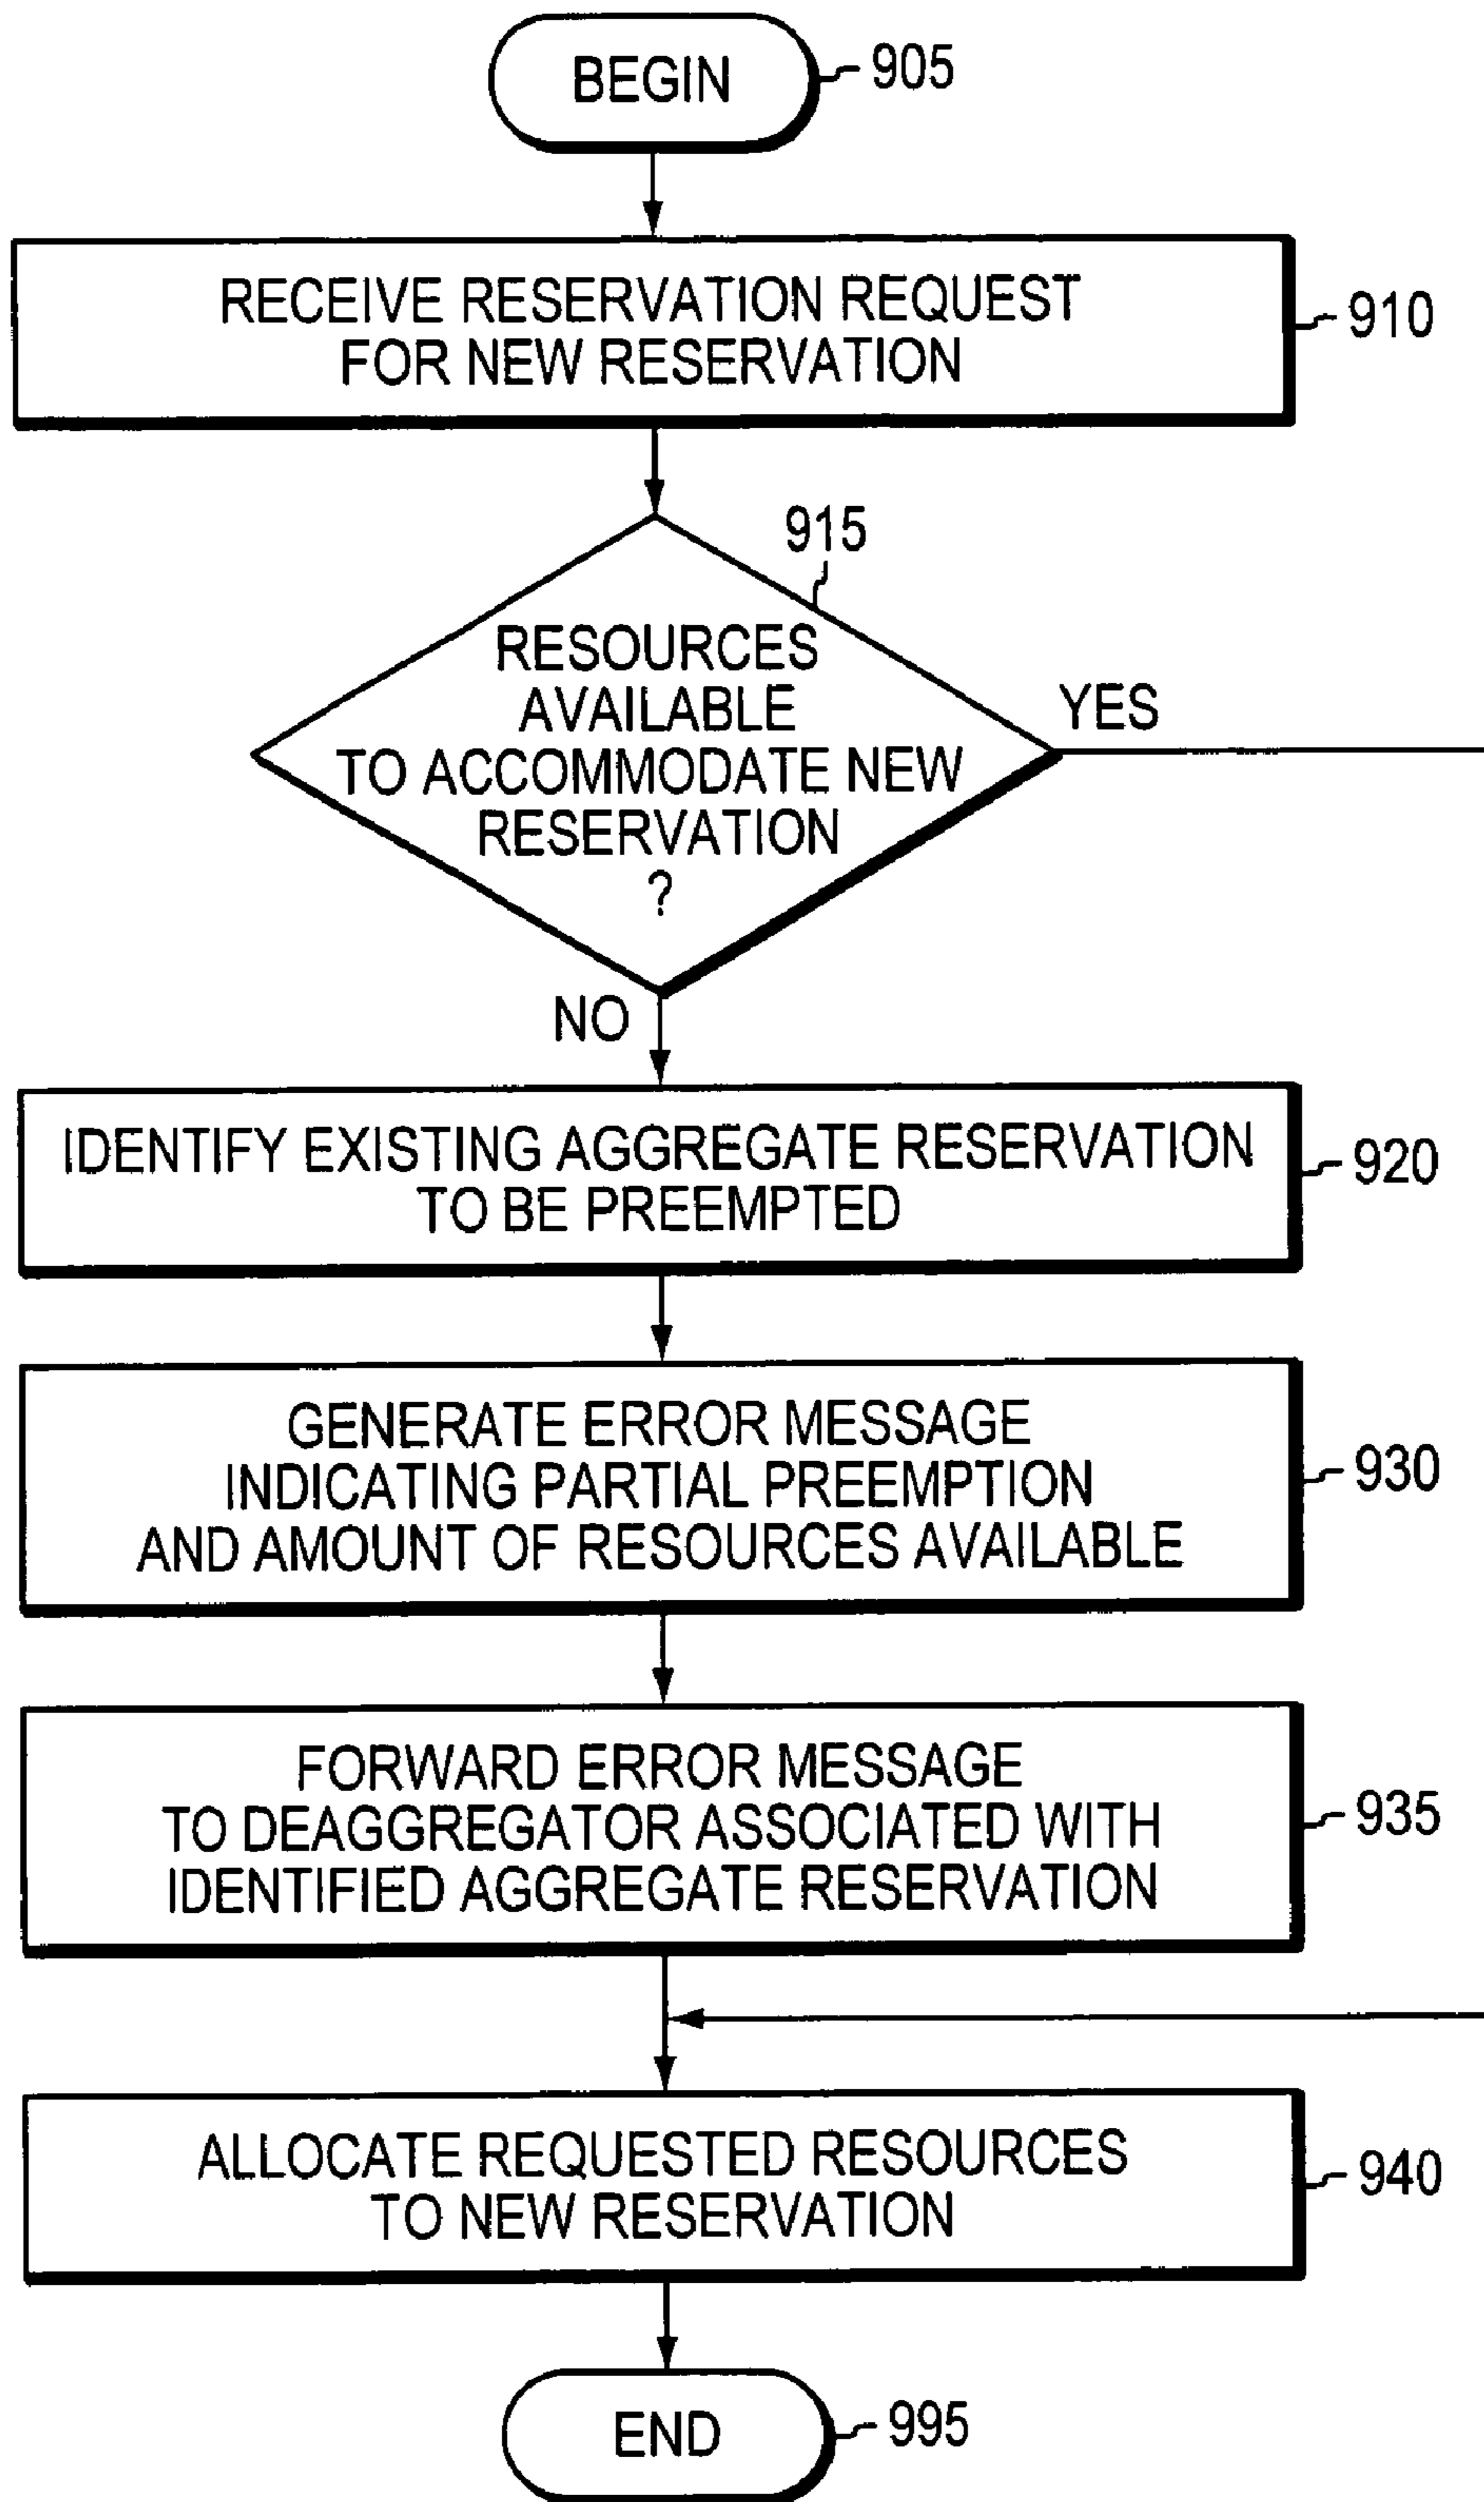 BEGIN
905
RECEIVE RESERVATION REQUEST
FOR NEW RESERVATION
910
915
RESOURCES
AVAILABLE
TO ACCOMMODATE NEW
RESERVATION
?
YES
NO
IDENTIFY EXISTING AGGREGATE RESERVATION
TO BE PREEMPTED
920
GENERATE ERROR MESSAGE
INDICATING PARTIAL PREEMPTION
AND AMOUNT OF RESOURCES AVAILABLE
930
FORWARD ERROR MESSAGE
TO DEAGGREGATOR ASSOCIATED WITH
IDENTIFIED AGGREGATE RESERVATION
935
ALLOCATE REQUESTED RESOURCES
TO NEW RESERVATION
940
END
995